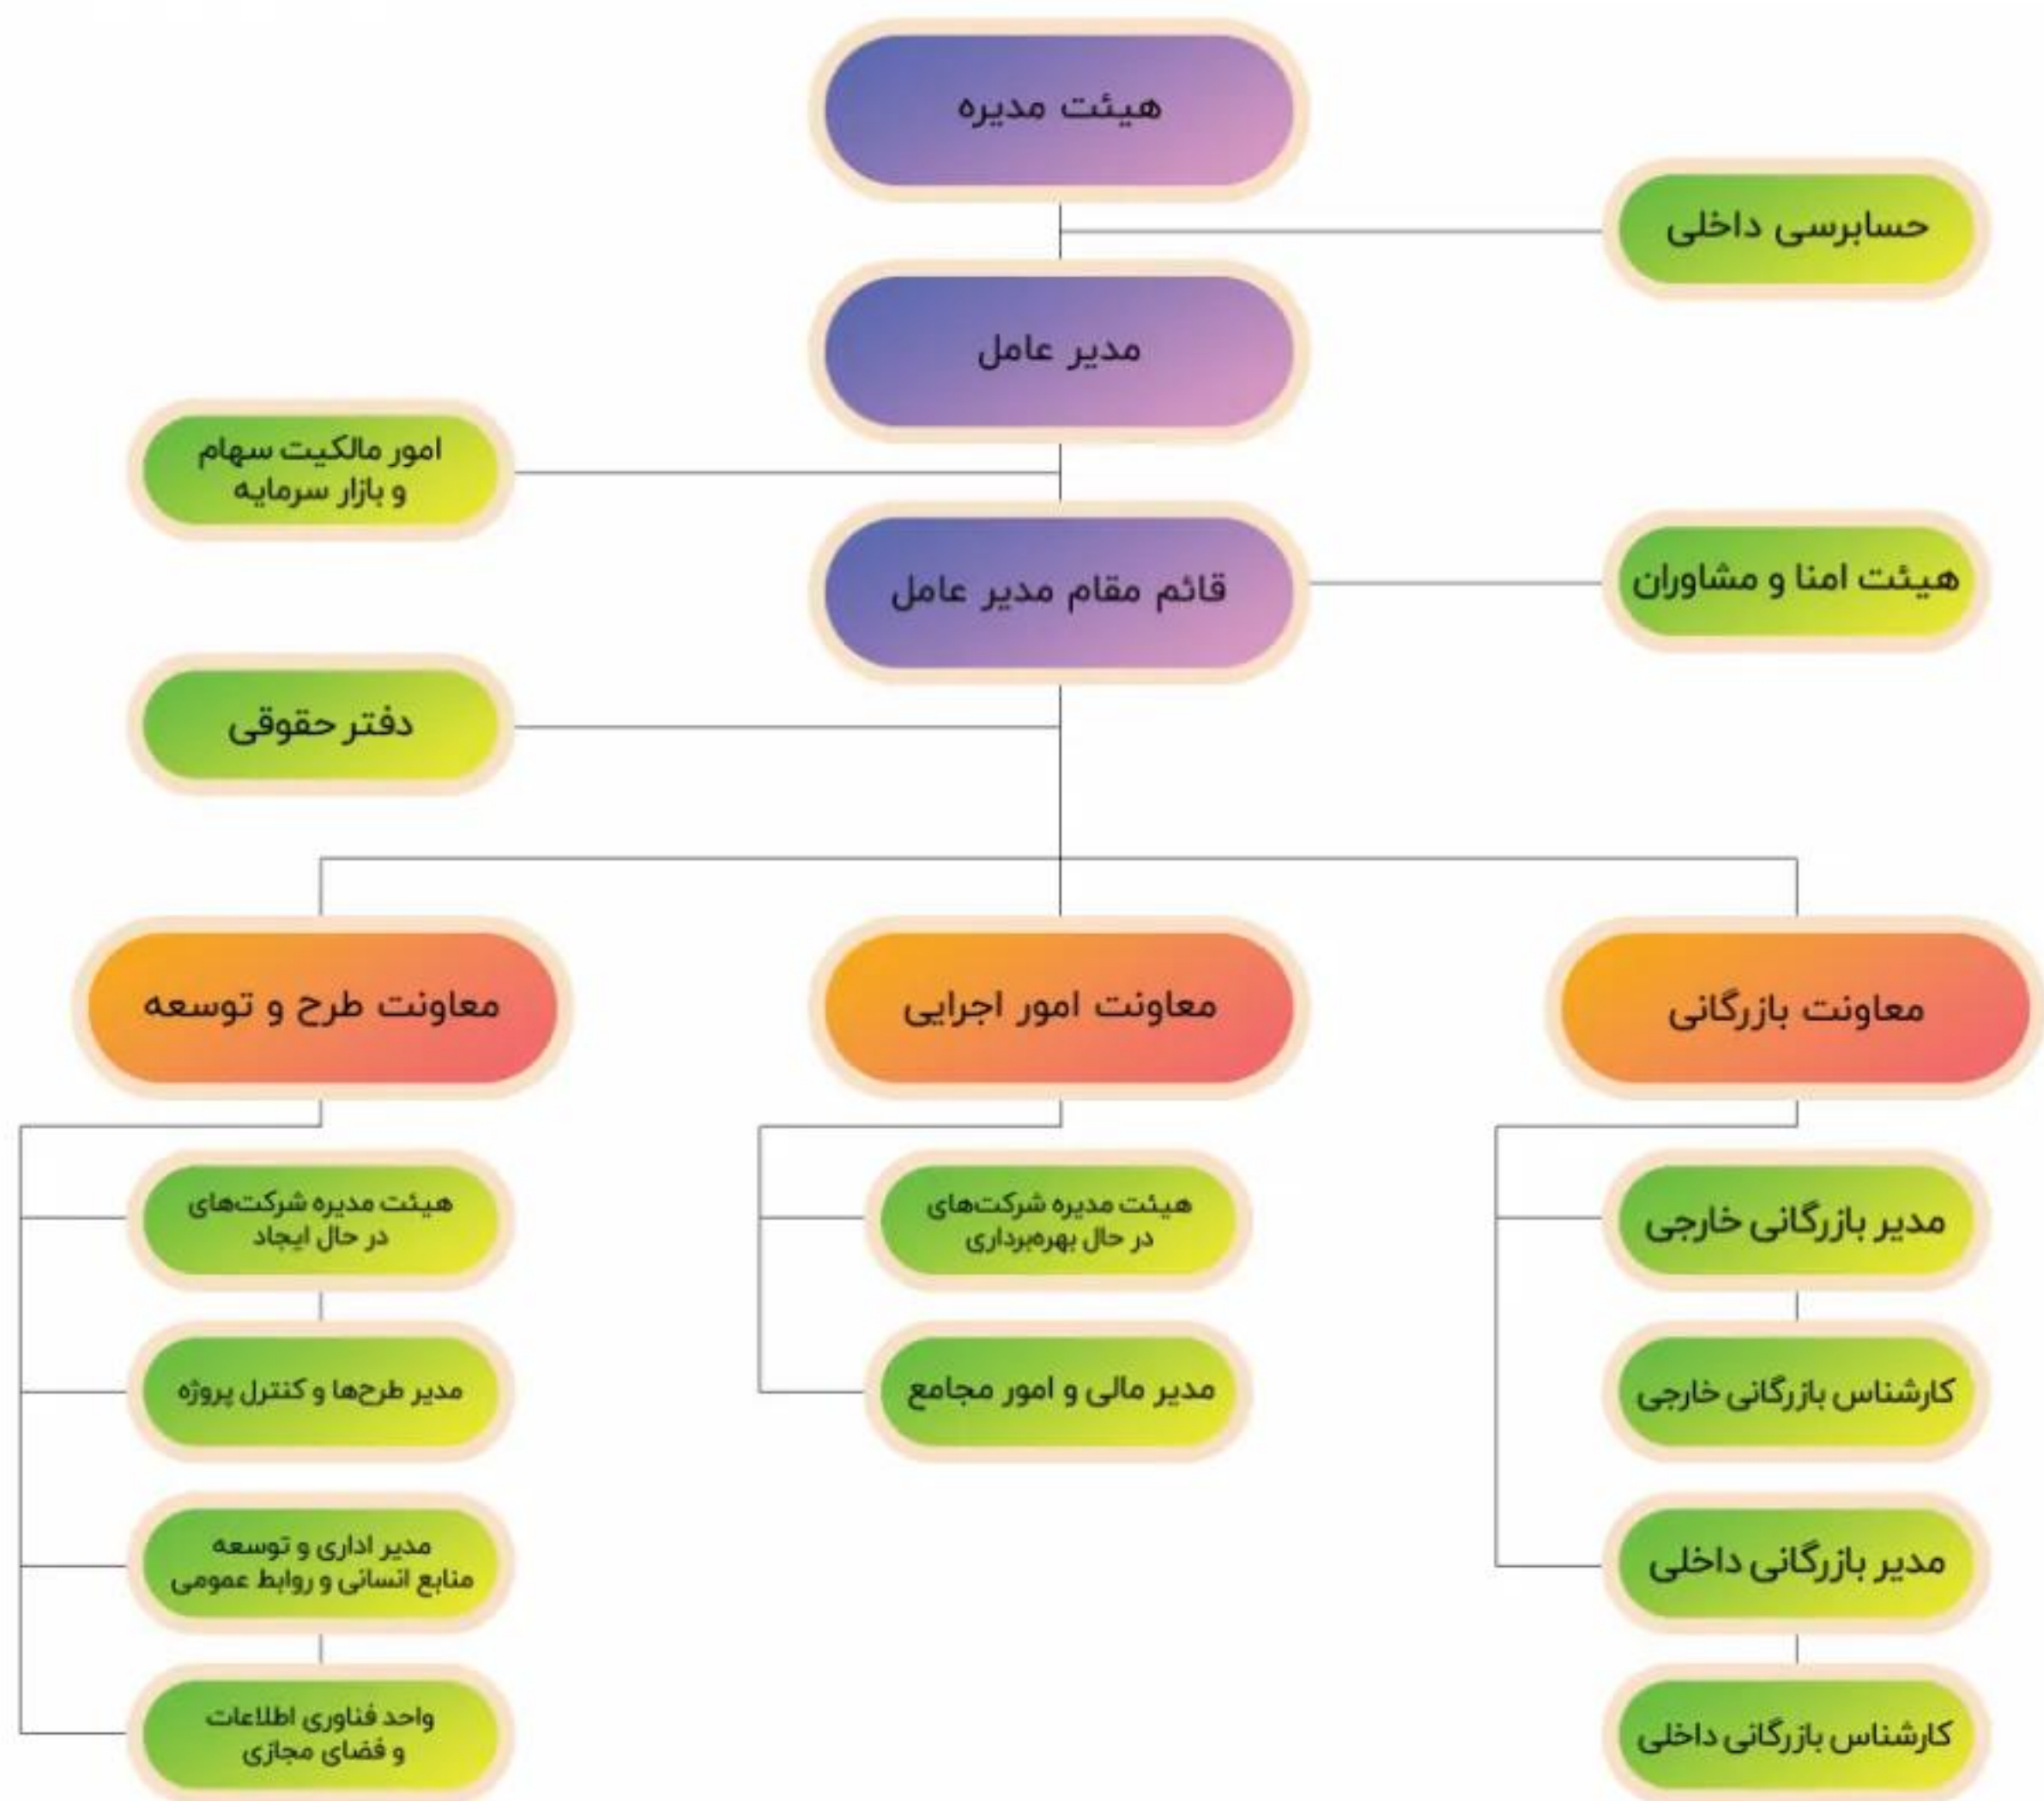 هیئت مدیره
حسابرسی داخلی
مدیر عامل
امور مالکیت سهام
و بازار سرمایه
قائم مقام مدیر عامل
هیئت امنا و مشاوران
دفتر حقوقی
معاونت بازرگانی
معاونت امور اجرایی
معاونت طرح و توسعه
مدیر بازرگانی خارجی
کارشناس بازرگانی خارجی
مدیر بازرگانی داخلی
کارشناس بازرگانی داخلی
هیئت مدیره شرکت‌های
در حال بهره‌برداری
مدیر مالی و امور مجامع
هیئت مدیره شرکت‌های
در حال ایجاد
مدیر طرح‌ها و کنترل پروژه
مدیر اداری و توسعه
منابع انسانی و روابط عمومی
واحد فناوری اطلاعات
و فضای مجازی